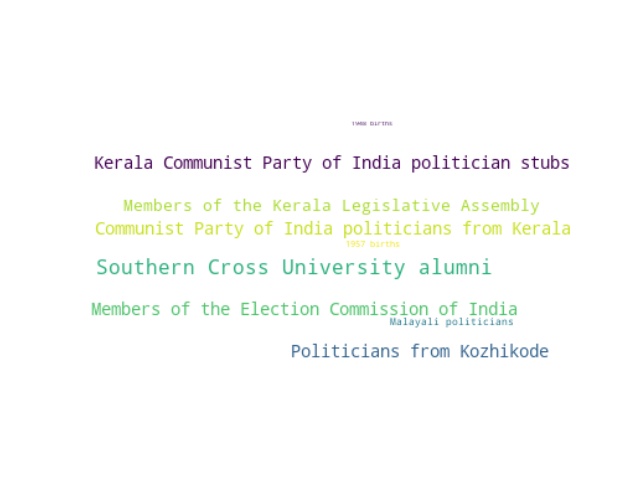 births
Kerala Communist Party of India politician stubs
Members of the Kerala Legislative Assembly
Communist Party of India politicians from Kerala
1957 births
Southern Cross University alumni
Members of the Election Commission of India
Malayali politicians
Politicians from Kozhikode